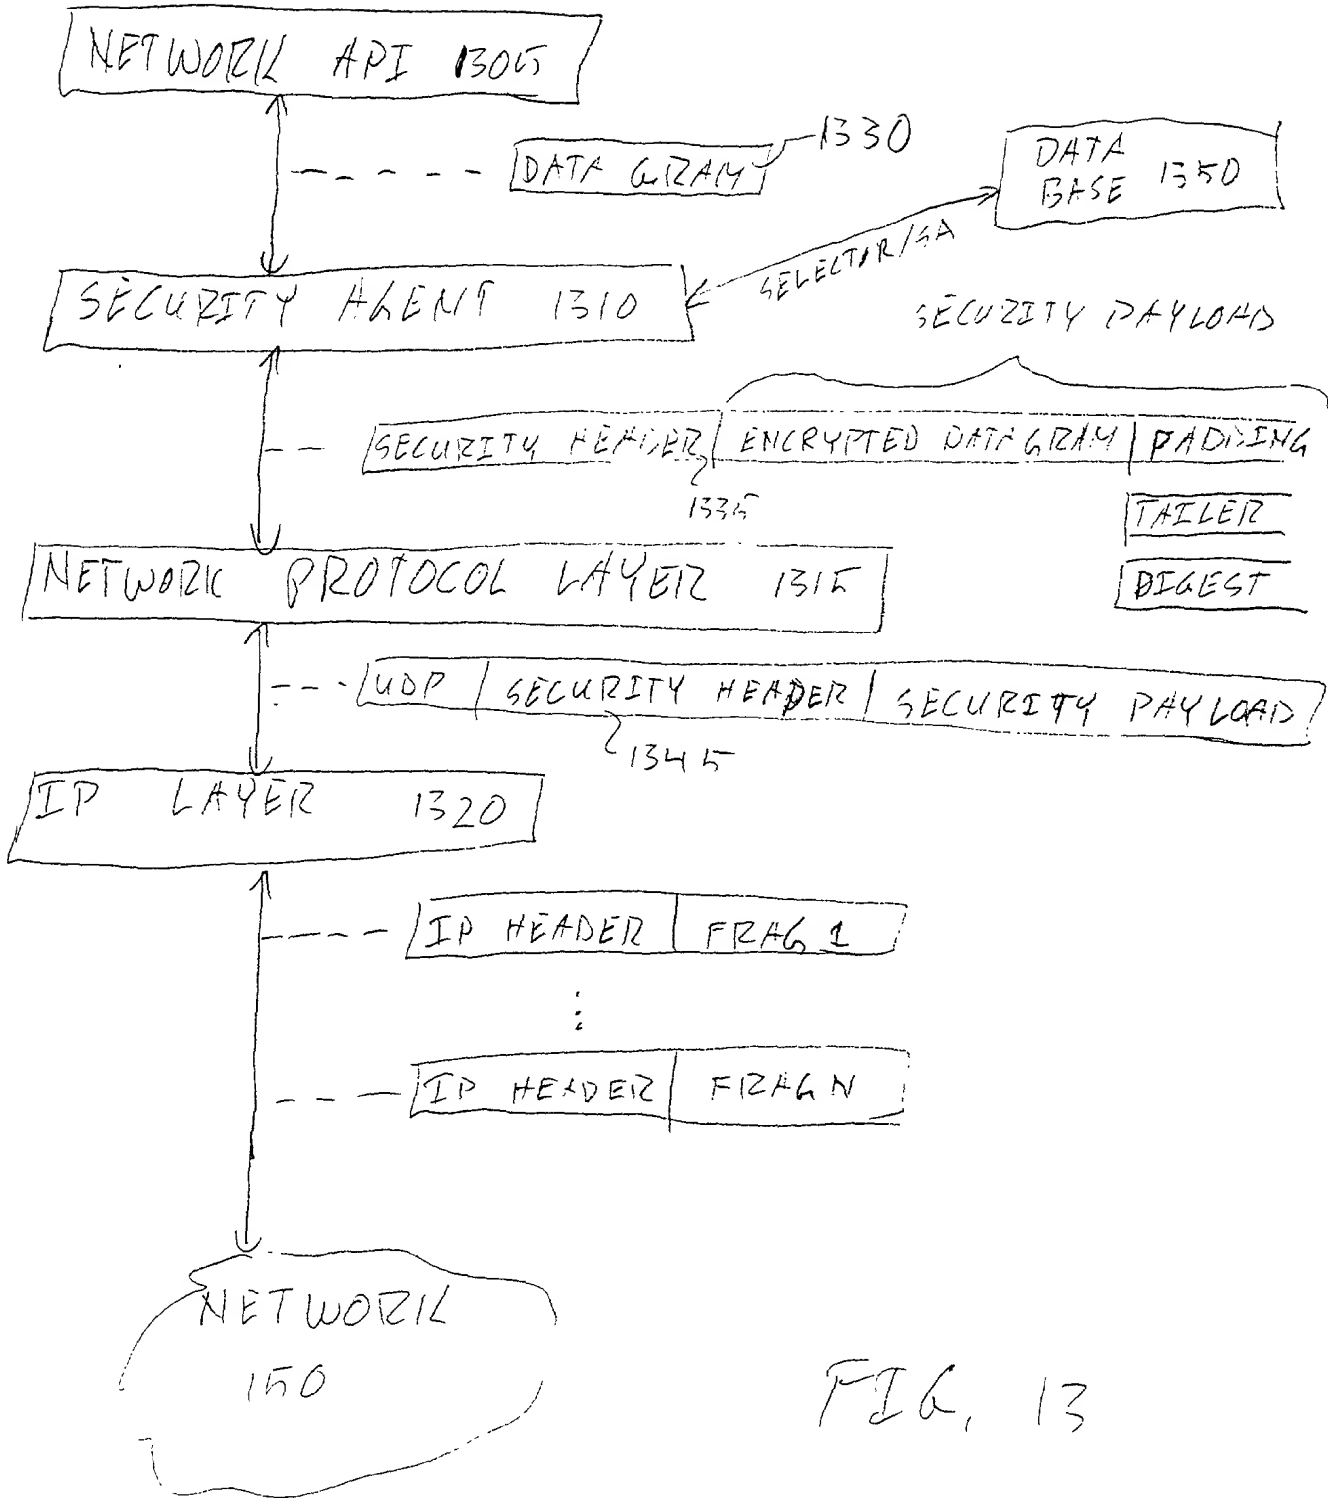 NETWORK API 1305
DATA GRAM
1330
DATA
BASE 1350
SELECTOR/SA
SECURITY AGENT 1310
SECURITY PAYLOAD
SECURITY HEADER ENCRYPTED DATAGRAM PADDING
1335
TAILER
DIGEST
NETWORK PROTOCOL LAYER 1315
UDP SECURITY HEADER SECURITY PAYLOAD
1345
IP LAYER 1320
IP HEADER FRAG 1
IP HEADER FRAG N
NETWORK
150
FIG. 13